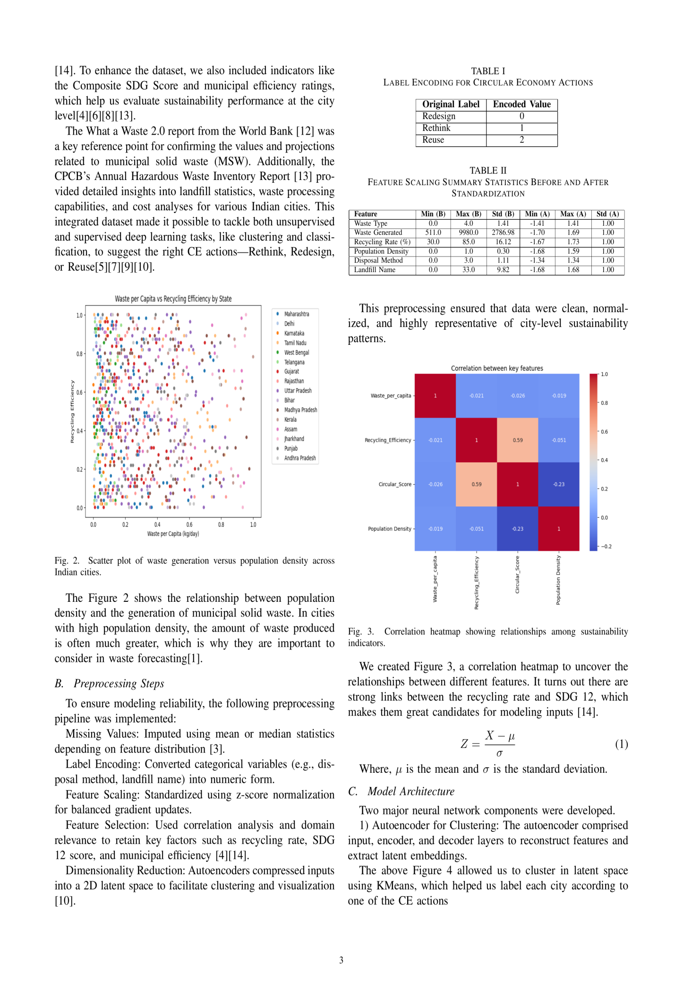 [14]. To enhance the dataset, we also included indicators like
the Composite SDG Score and municipal efficiency ratings,
which help us evaluate sustainability performance at the city
level[4][6][8][13].
The What a Waste 2.0 report from the World Bank [12] was
a key reference point for confirming the values and projections
related to municipal solid waste (MSW). Additionally, the
CPCB's Annual Hazardous Waste Inventory Report [13] pro-
vided detailed insights into landfill statistics, waste processing
capabilities, and cost analyses for various Indian cities. This
integrated dataset made it possible to tackle both unsupervised
and supervised deep learning tasks, like clustering and classi-
fication, to suggest the right CE actions—Rethink, Redesign,
or Reuse[5][7][9][10].
Waste per Capita vs Recycling Efficiency by State
Recycling Efficiency
1.0
0.8
0.6
0.4
0.2
0.0
0.0 0.2 0.4 0.6 0.8 1.0
Waste per Capita (kg/day)
Maharashtra
Delhi
Karnataka
Tamil Nadu
West Bengal
Telangana
Gujarat
Rajasthan
Uttar Pradesh
Bihar
Madhya Pradesh
Kerala
Assam
Jharkhand
Punjab
Andhra Pradesh
Fig. 2. Scatter plot of waste generation versus population density across
Indian cities.
The Figure 2 shows the relationship between population
density and the generation of municipal solid waste. In cities
with high population density, the amount of waste produced
is often much greater, which is why they are important to
consider in waste forecasting[1].
B. Preprocessing Steps
To ensure modeling reliability, the following preprocessing
pipeline was implemented:
Missing Values: Imputed using mean or median statistics
depending on feature distribution [3].
Label Encoding: Converted categorical variables (e.g., dis-
posal method, landfill name) into numeric form.
Feature Scaling: Standardized using z-score normalization
for balanced gradient updates.
Feature Selection: Used correlation analysis and domain
relevance to retain key factors such as recycling rate, SDG
12 score, and municipal efficiency [4][14].
Dimensionality Reduction: Autoencoders compressed inputs
into a 2D latent space to facilitate clustering and visualization
[10].
TABLE I
LABEL ENCODING FOR CIRCULAR ECONOMY ACTIONS
Original Label Encoded Value
Redesign 0
Rethink 1
Reuse 2
TABLE II
FEATURE SCALING SUMMARY STATISTICS BEFORE AND AFTER
STANDARDIZATION
Feature Min (B) Max (B) Std (B) Min (A) Max (A) Std (A)
Waste Type 0.0 4.0 1.41 -1.41 1.41 1.00
Waste Generated 511.0 9980.0 2786.98 -1.70 1.69 1.00
Recycling Rate (%) 30.0 85.0 16.12 -1.67 1.73 1.00
Population Density 0.0 1.0 0.30 -1.68 1.59 1.00
Disposal Method 0.0 3.0 1.11 -1.34 1.34 1.00
Landfill Name 0.0 33.0 9.82 -1.68 1.68 1.00
This preprocessing ensured that data were clean, normal-
ized, and highly representative of city-level sustainability
patterns.
Correlation between key features
Waste_per_capita 1 -0.021 -0.026 -0.019
Recycling_Efficiency -0.021 1 0.59 -0.051
Circular_Score -0.026 0.59 1 -0.23
Population Density -0.019 -0.051 -0.23 1
Waste_per_capita
Recycling_Efficiency
Circular_Score
Population Density
1.0
0.8
0.6
0.4
0.2
0.0
−0.2
Fig. 3. Correlation heatmap showing relationships among sustainability
indicators.
We created Figure 3, a correlation heatmap to uncover the
relationships between different features. It turns out there are
strong links between the recycling rate and SDG 12, which
makes them great candidates for modeling inputs [14].
Z = (X − μ) / σ (1)
Where, μ is the mean and σ is the standard deviation.
C. Model Architecture
Two major neural network components were developed.
1) Autoencoder for Clustering: The autoencoder comprised
input, encoder, and decoder layers to reconstruct features and
extract latent embeddings.
The above Figure 4 allowed us to cluster in latent space
using KMeans, which helped us label each city according to
one of the CE actions
3